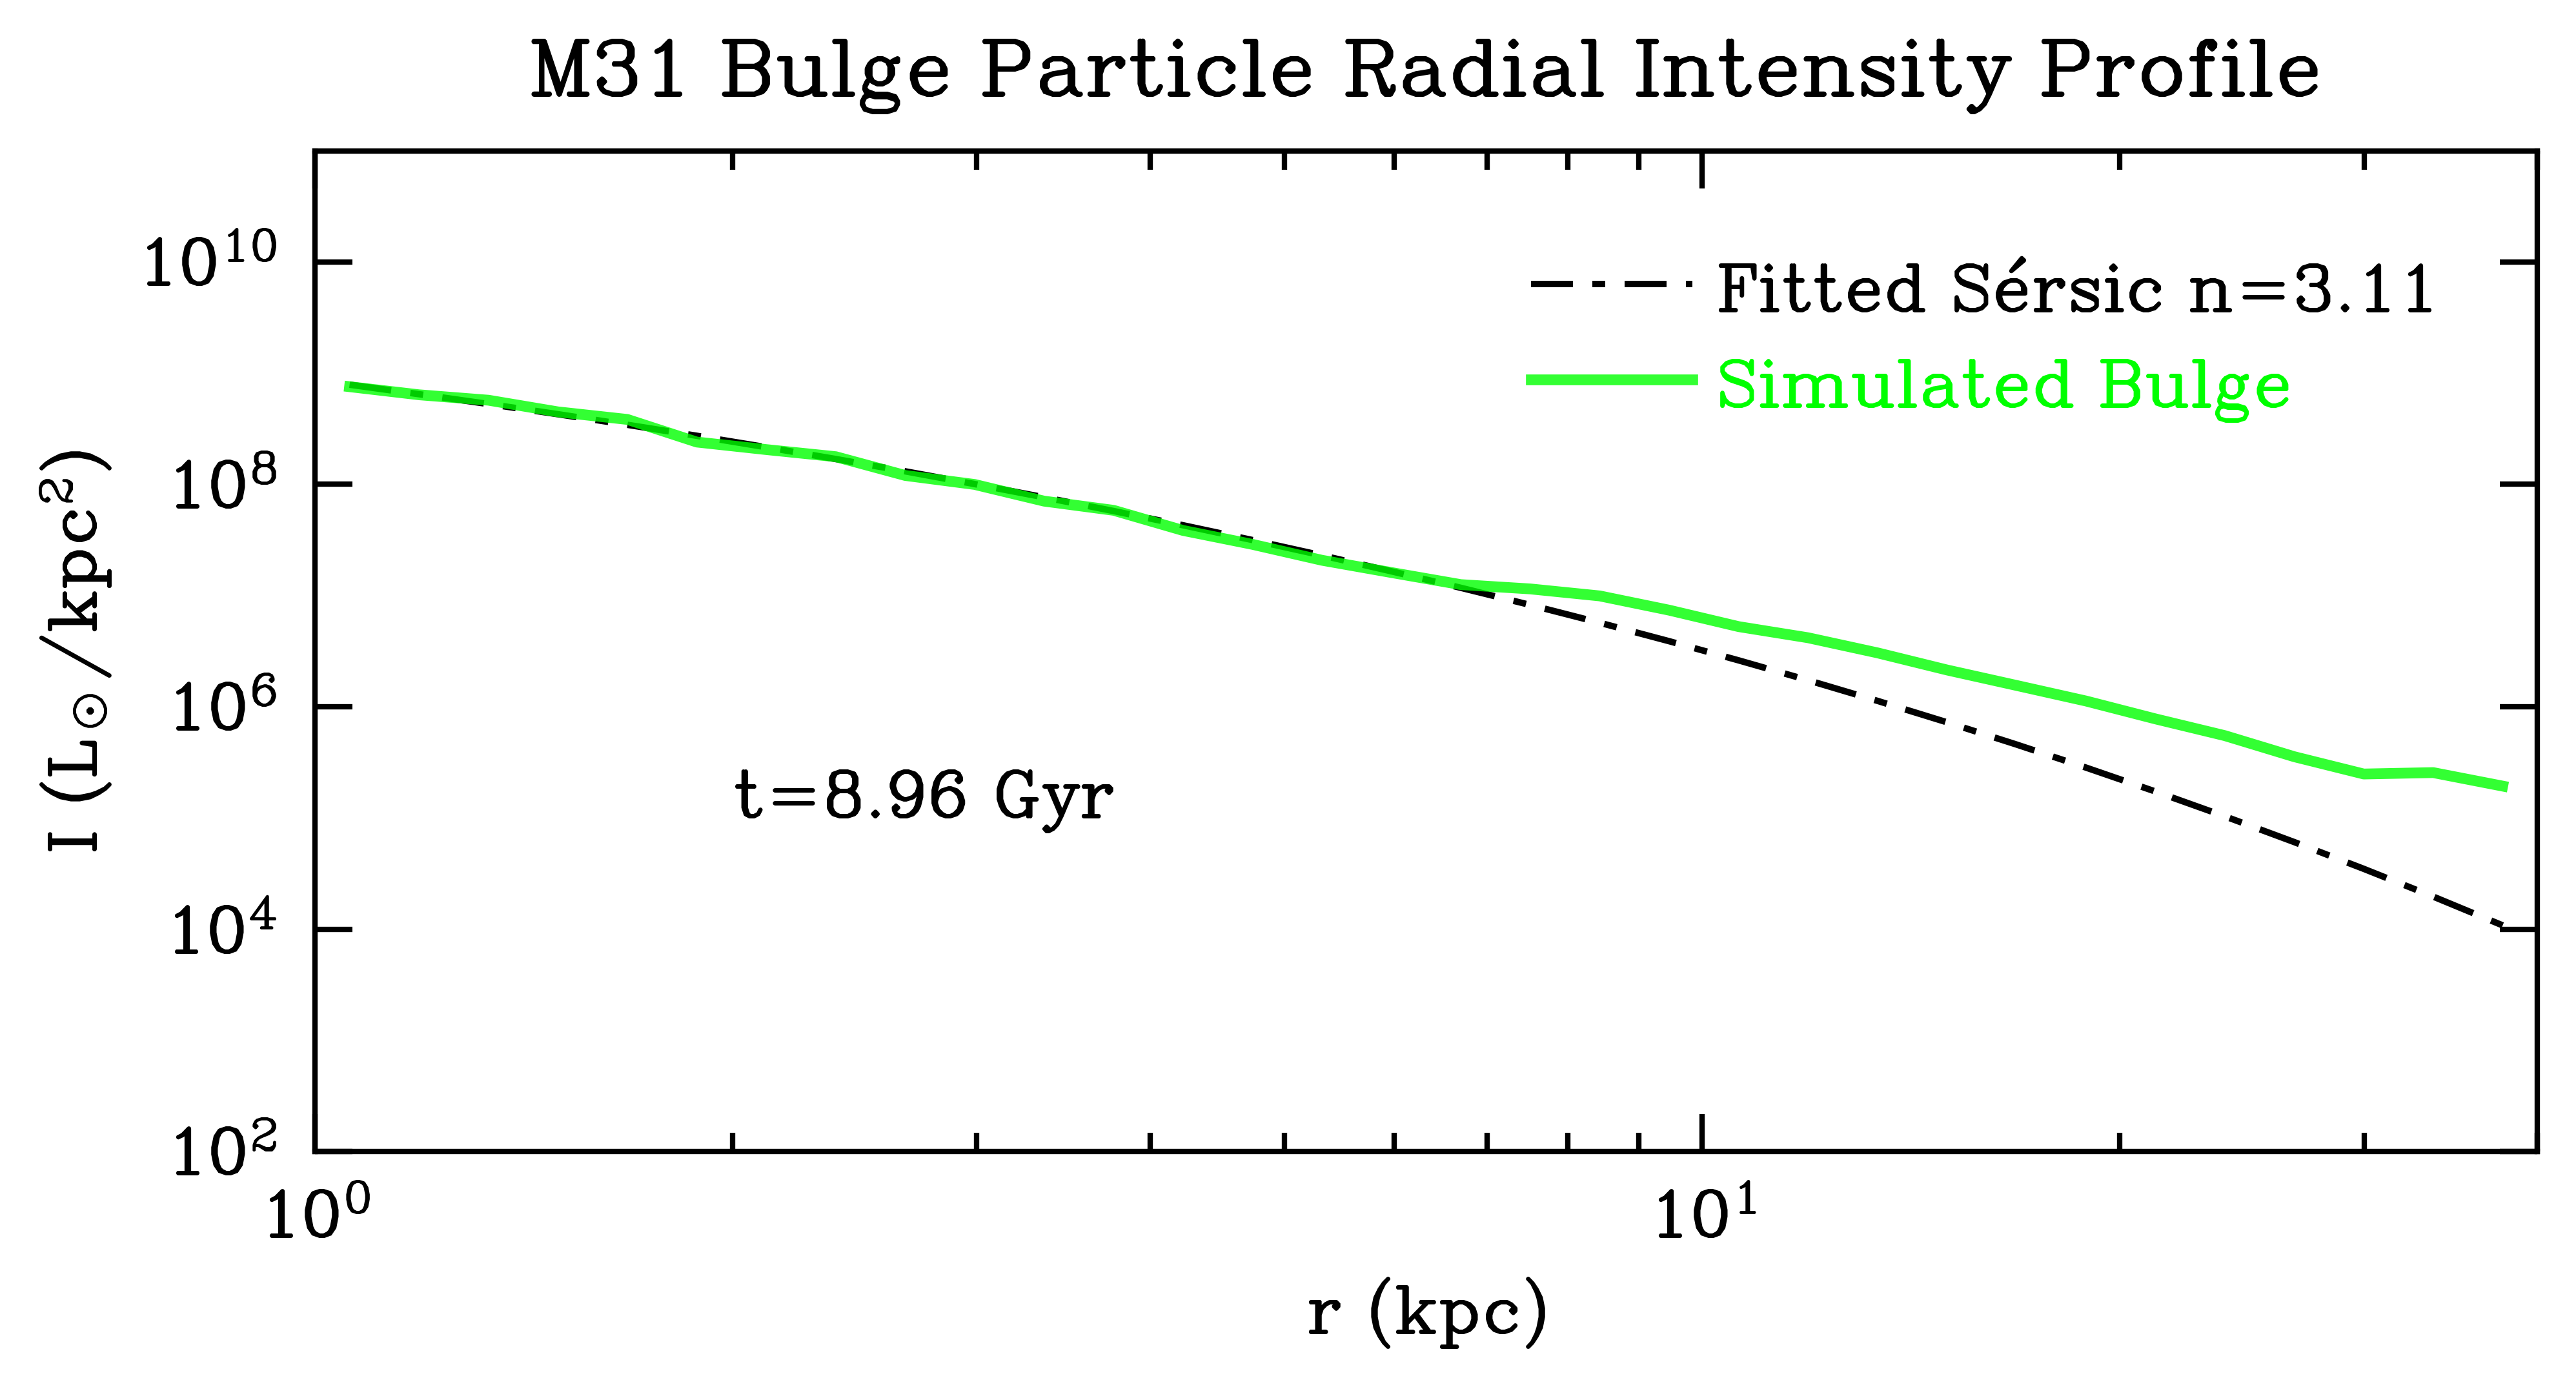 M31 Bulge Particle Radial Intensity Profile
10¹⁰
10⁸
10⁶
10⁴
10²
I (L⊙/kpc²)
Fitted Sérsic n=3.11
Simulated Bulge
t=8.96 Gyr
10⁰
10¹
r (kpc)